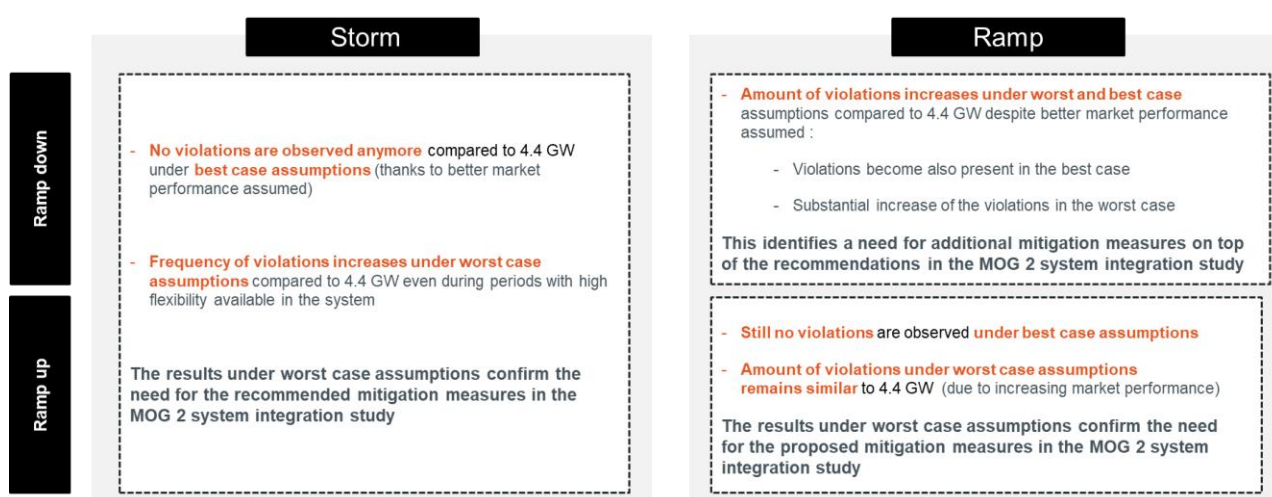 Storm
Ramp
Ramp down
Ramp up
- No violations are observed anymore compared to 4.4 GW
under best case assumptions (thanks to better market
performance assumed)
- Frequency of violations increases under worst case
assumptions compared to 4.4 GW even during periods with high
flexibility available in the system
The results under worst case assumptions confirm the
need for the recommended mitigation measures in the
MOG 2 system integration study
- Amount of violations increases under worst and best case
assumptions compared to 4.4 GW despite better market performance
assumed :
- Violations become also present in the best case
- Substantial increase of the violations in the worst case
This identifies a need for additional mitigation measures on top
of the recommendations in the MOG 2 system integration study
- Still no violations are observed under best case assumptions
- Amount of violations under worst case assumptions
remains similar to 4.4 GW (due to increasing market performance)
The results under worst case assumptions confirm the need
for the proposed mitigation measures in the MOG 2 system
integration study